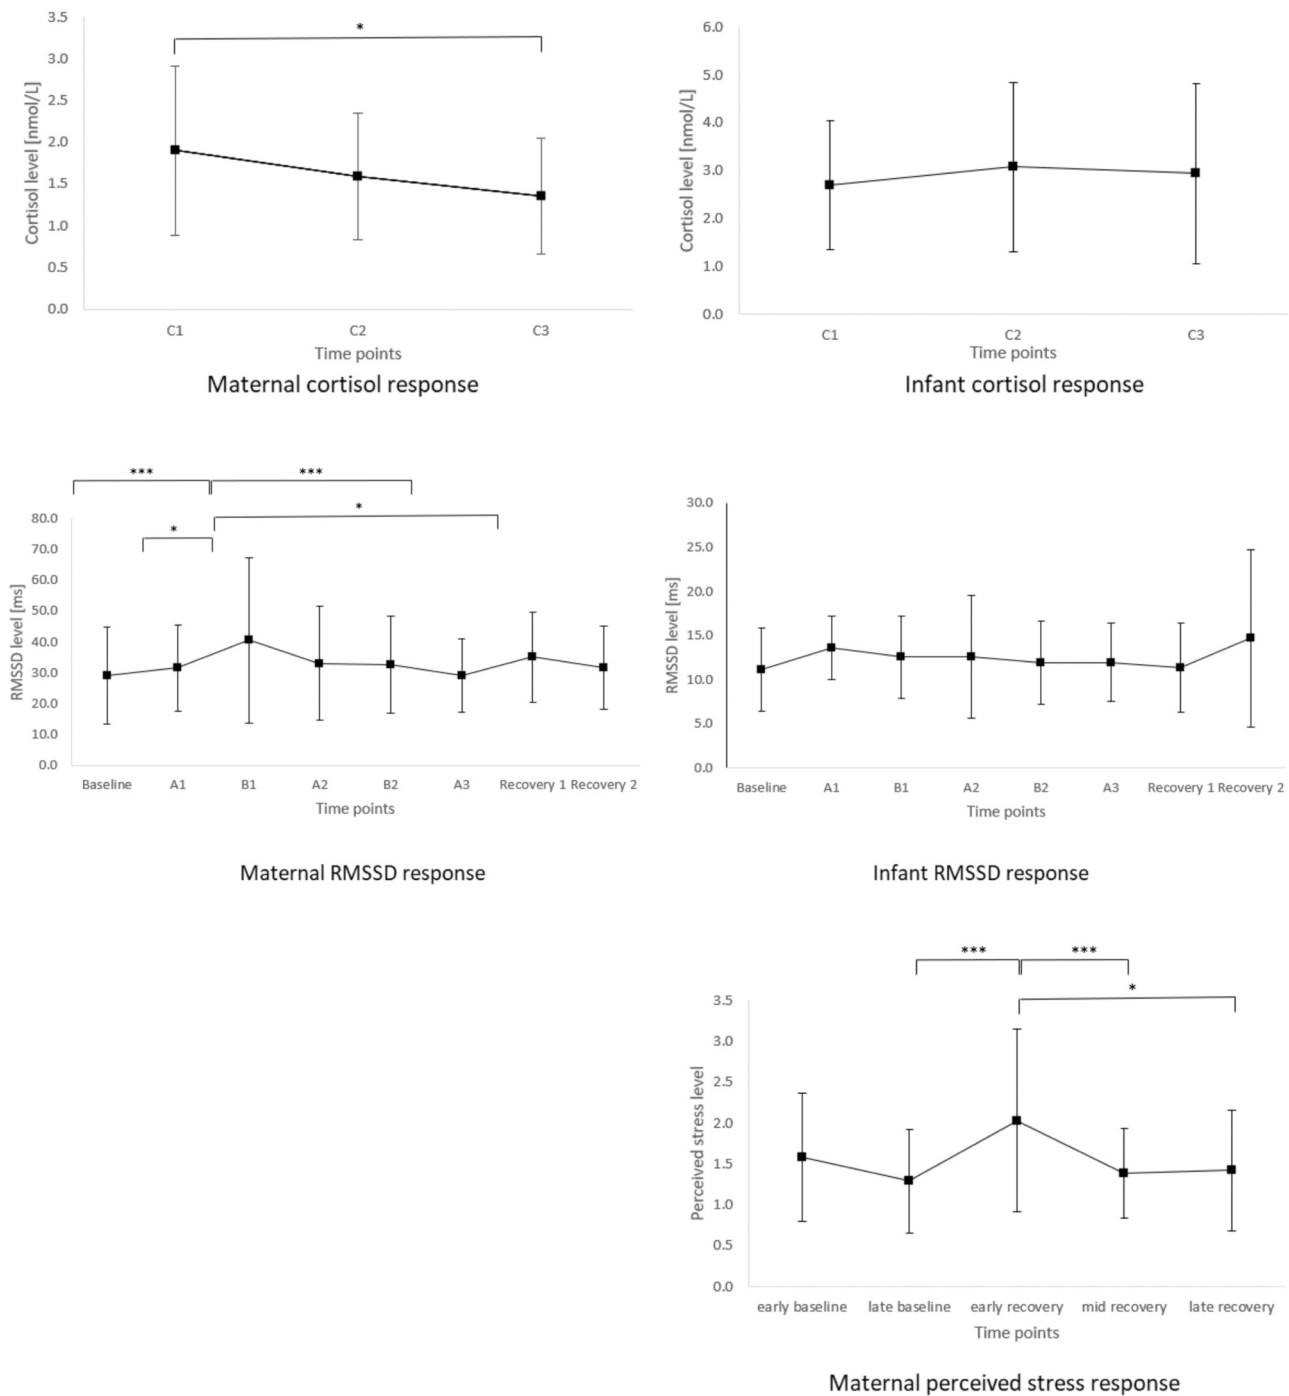 3.5
*
3.0
2.5
2.0
1.5
1.0
0.5
0.0
Cortisol level [nmol/L]
C1 C2 C3
Time points
Maternal cortisol response
6.0
5.0
4.0
3.0
2.0
1.0
0.0
Cortisol level [nmol/L]
C1 C2 C3
Time points
Infant cortisol response
*** ***
*
*
80.0
70.0
60.0
50.0
40.0
30.0
20.0
10.0
0.0
RMSSD level [ms]
Baseline A1 B1 A2 B2 A3 Recovery 1 Recovery 2
Time points
Maternal RMSSD response
30.0
25.0
20.0
15.0
10.0
5.0
0.0
RMSSD level [ms]
Baseline A1 B1 A2 B2 A3 Recovery 1 Recovery 2
Time points
Infant RMSSD response
*** ***
*
3.5
3.0
2.5
2.0
1.5
1.0
0.5
0.0
Perceived stress level
early baseline late baseline early recovery mid recovery late recovery
Time points
Maternal perceived stress response